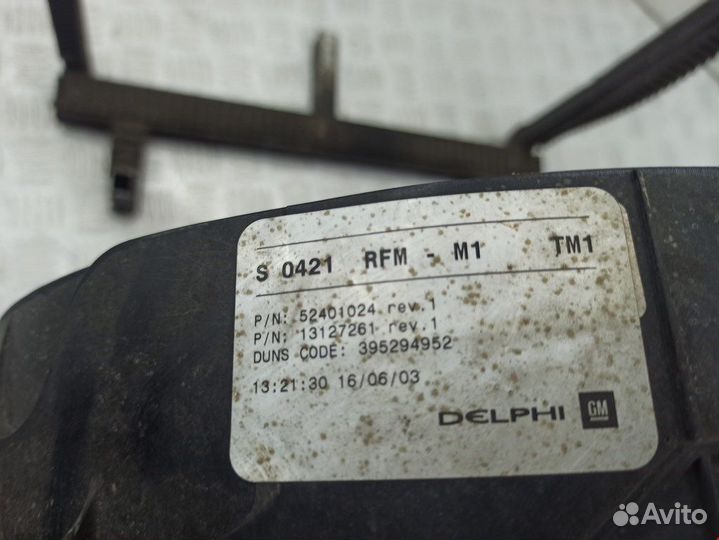 S 0421 RFM - M1 TM1
P/N: 52401024 rev.1
P/N: 13127261 rev.1
DUNS CODE: 395294952
13:21:30 16/06/03
DELPHI GM
Avito